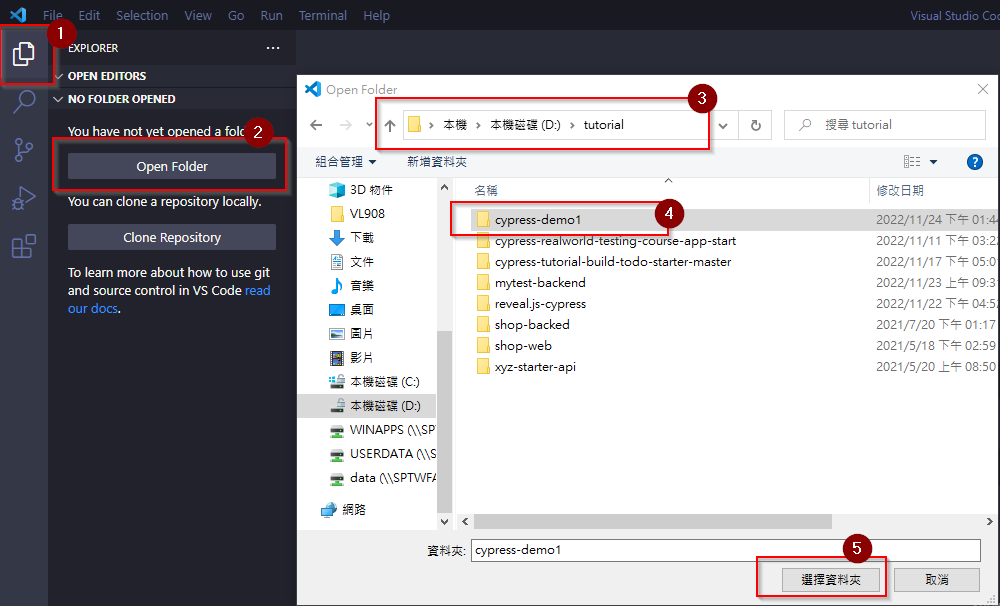 File Edit Selection View Go Run Terminal Help
Visual Studio Cod
1
EXPLORER
OPEN EDITORS
NO FOLDER OPENED
You have not yet opened a fold
2
Open Folder
You can clone a repository locally.
Clone Repository
To learn more about how to use git
and source control in VS Code read
our docs.
Open Folder
3
本機 › 本機磁碟 (D:) › tutorial
搜尋 tutorial
組合管理
新增資料夾
3D 物件
VL908
下載
文件
音樂
桌面
圖片
影片
本機磁碟 (C:)
本機磁碟 (D:)
WINAPPS (\\SPT
USERDATA (\\S
data (\\SPTWFA
網路
名稱 修改日期
4
cypress-demo1 2022/11/24 下午 01:44
cypress-realworld-testing-course-app-start 2022/11/11 下午 03:22
cypress-tutorial-build-todo-starter-master 2022/11/17 下午 05:01
mytest-backend 2022/11/23 上午 09:31
reveal.js-cypress 2022/11/22 下午 04:52
shop-backed 2021/7/20 下午 01:17
shop-web 2021/5/18 下午 02:59
xyz-starter-api 2021/5/20 上午 08:50
資料夾: cypress-demo1
5
選擇資料夾
取消